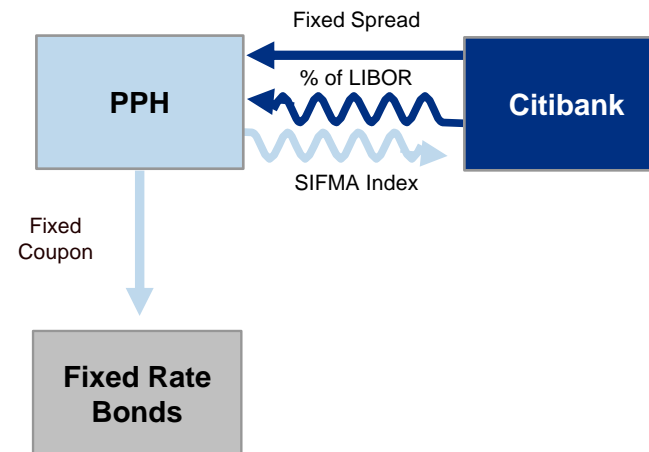 Fixed Spread
PPH
% of LIBOR
Citibank
SIFMA Index
Fixed
Coupon
Fixed Rate
Bonds